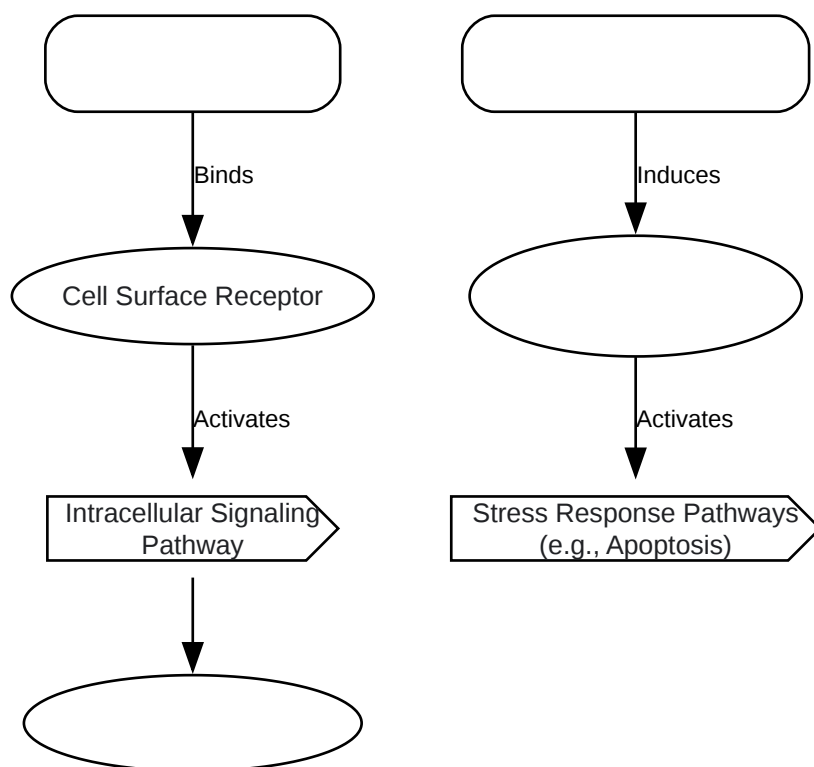 Binds
Induces
Cell Surface Receptor
Activates
Activates
Intracellular Signaling
Pathway
Stress Response Pathways
(e.g., Apoptosis)